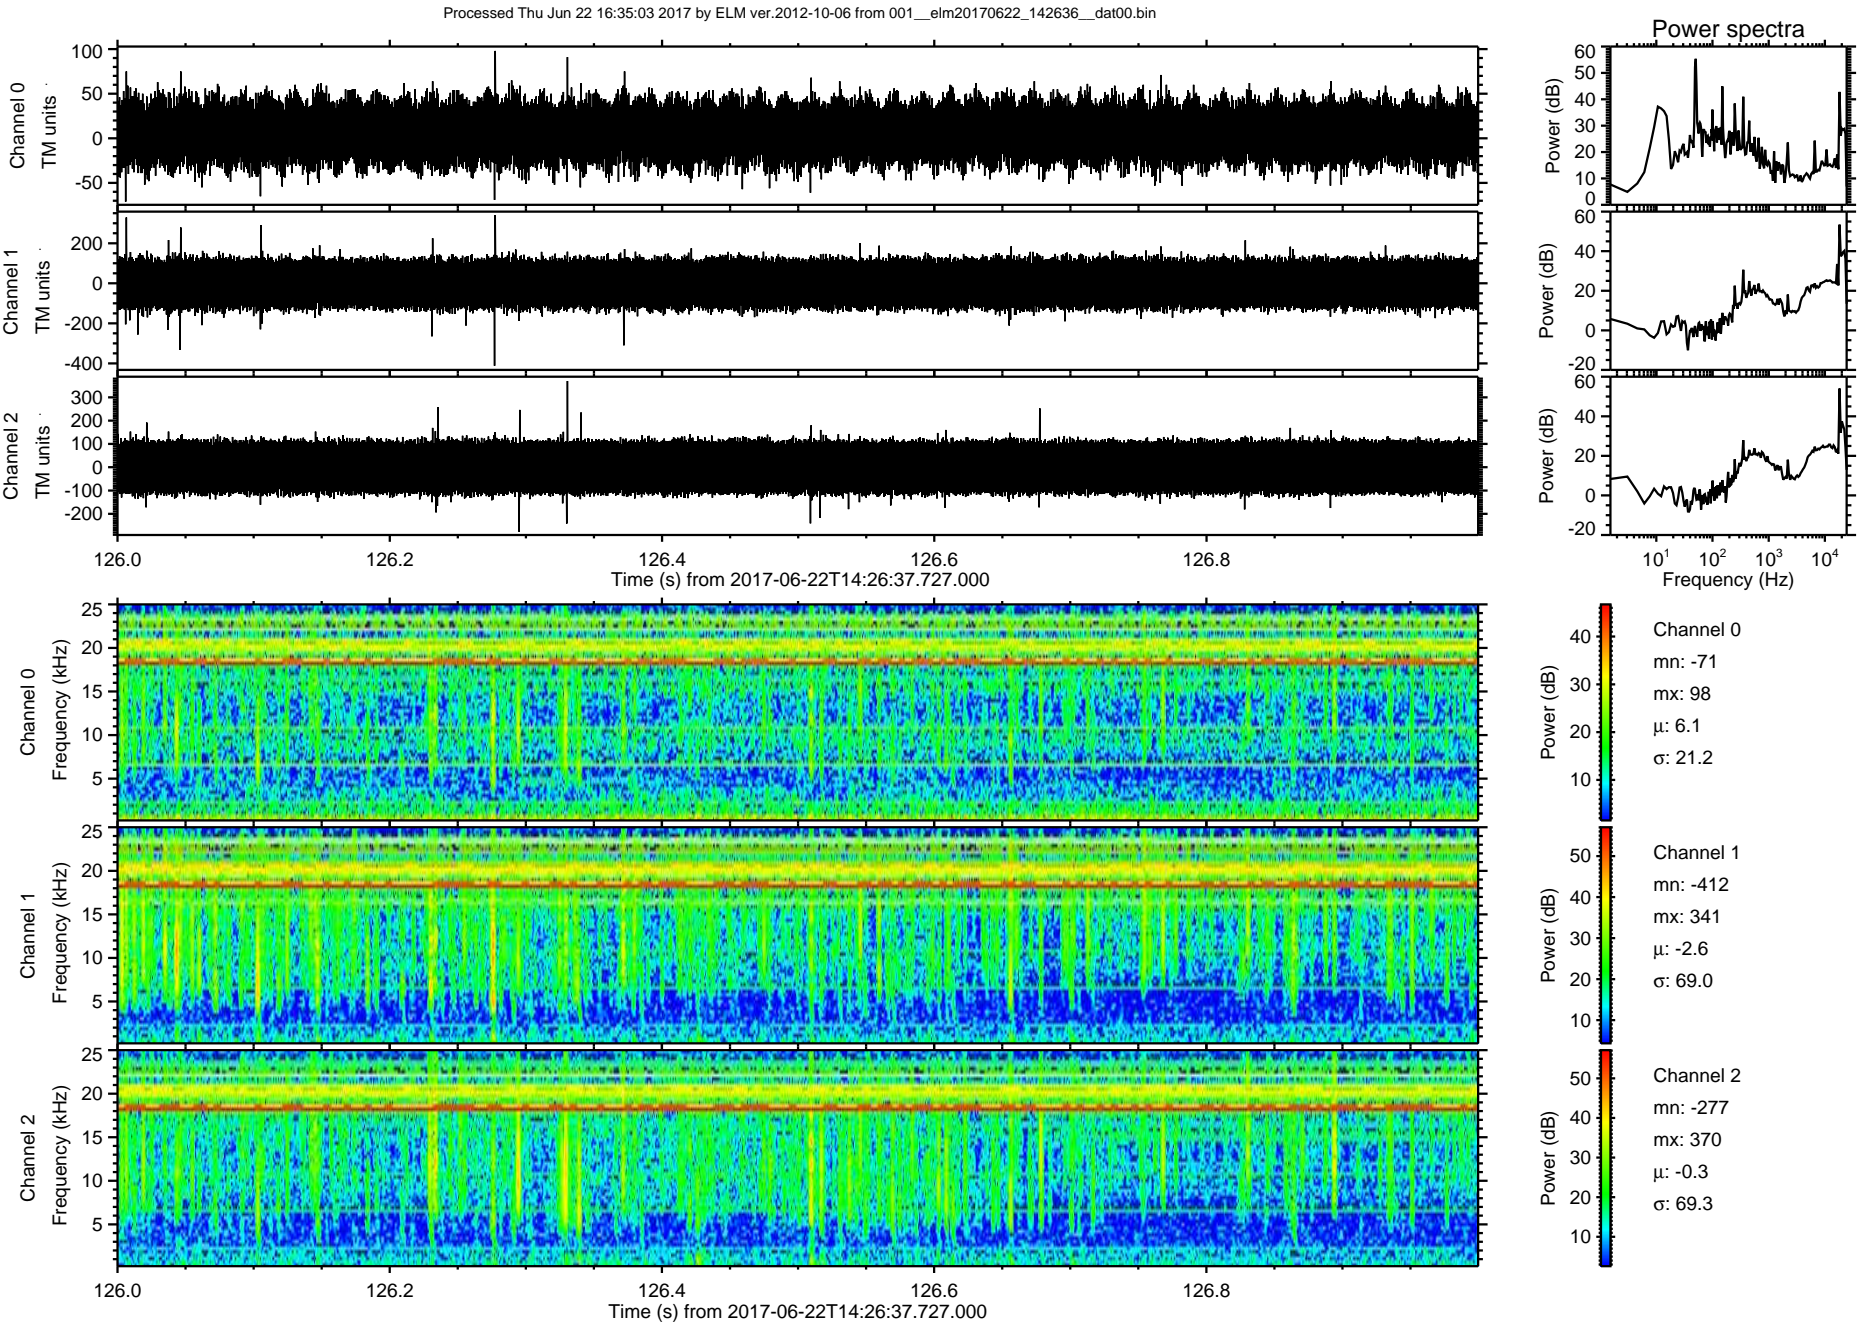 Processed Thu Jun 22 16:35:03 2017 by ELM ver.2012-10-06 from 001__elm20170622_142636__dat00.bin
Power spectra
Channel 0
TM units
100
50
0
-50
Power (dB)
60
50
40
30
20
10
0
Channel 1
TM units
200
0
-200
-400
Power (dB)
60
40
20
0
-20
Channel 2
TM units
300
200
100
0
-100
-200
Power (dB)
60
40
20
0
-20
126.0 126.2 126.4 126.6 126.8
Time (s) from 2017-06-22T14:26:37.727.000
10^1 10^2 10^3 10^4
Frequency (Hz)
Channel 0
Frequency (kHz)
25
20
15
10
5
Power (dB)
40
30
20
10
Channel 0
mn: -71
mx: 98
μ: 6.1
σ: 21.2
Channel 1
Frequency (kHz)
25
20
15
10
5
Power (dB)
50
40
30
20
10
Channel 1
mn: -412
mx: 341
μ: -2.6
σ: 69.0
Channel 2
Frequency (kHz)
25
20
15
10
5
Power (dB)
50
40
30
20
10
Channel 2
mn: -277
mx: 370
μ: -0.3
σ: 69.3
126.0 126.2 126.4 126.6 126.8
Time (s) from 2017-06-22T14:26:37.727.000